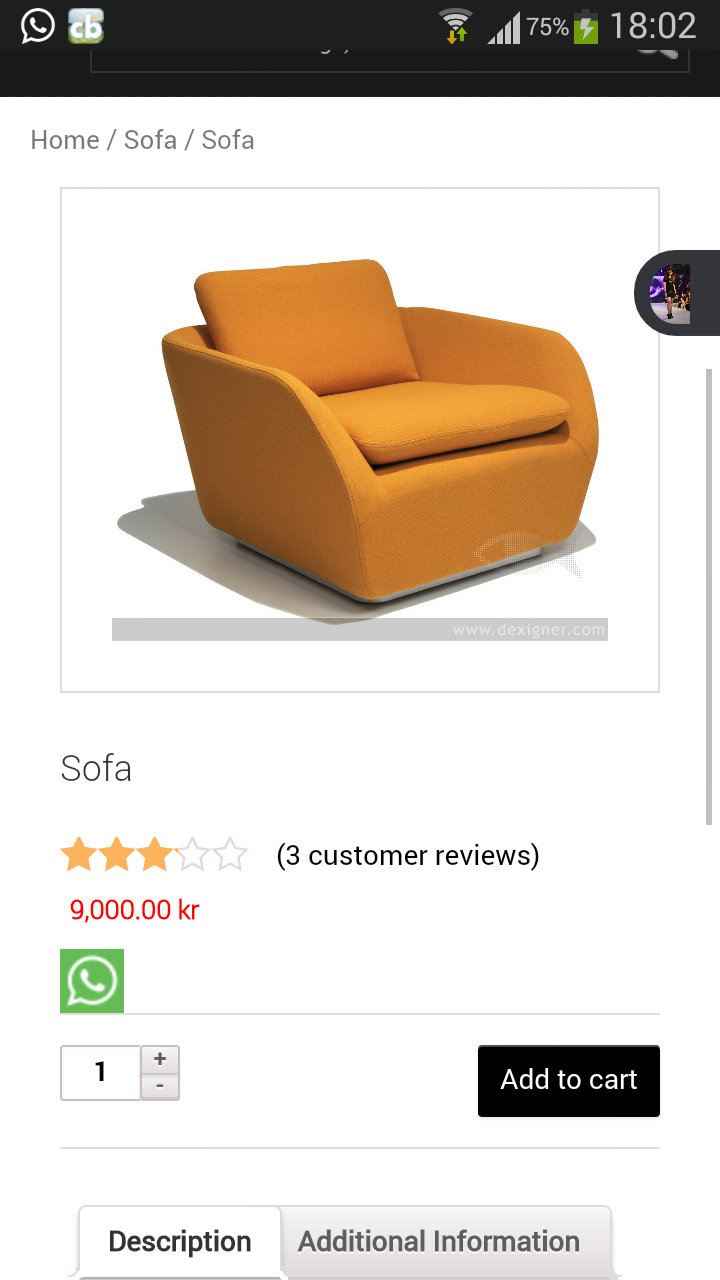 75% 18:02
Home / Sofa / Sofa
www.dexigner.com
Sofa
(3 customer reviews)
9,000.00 kr
1 +
-
Add to cart
Description Additional Information